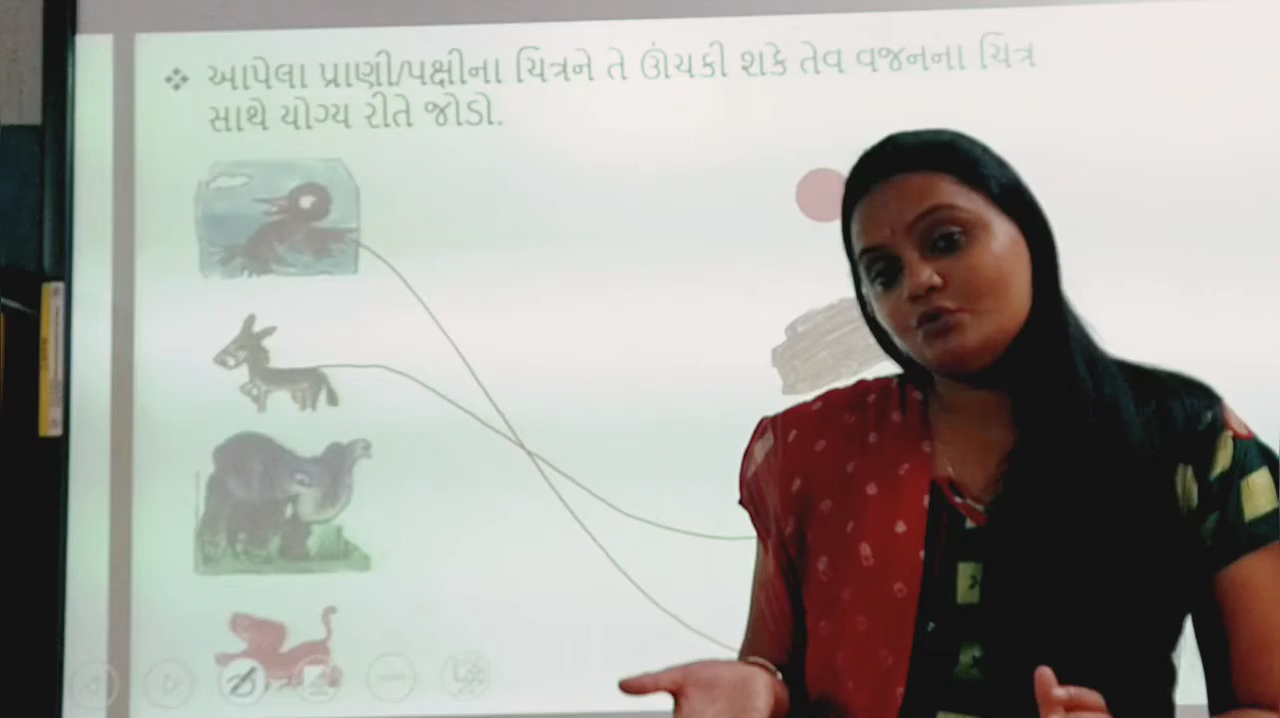 આપેલા પ્રાણી/પક્ષીના ચિત્રને તે ઊંચકી શકે તેવ વજનના ચિત્ર
સાથે યોગ્ય રીતે જોડો.